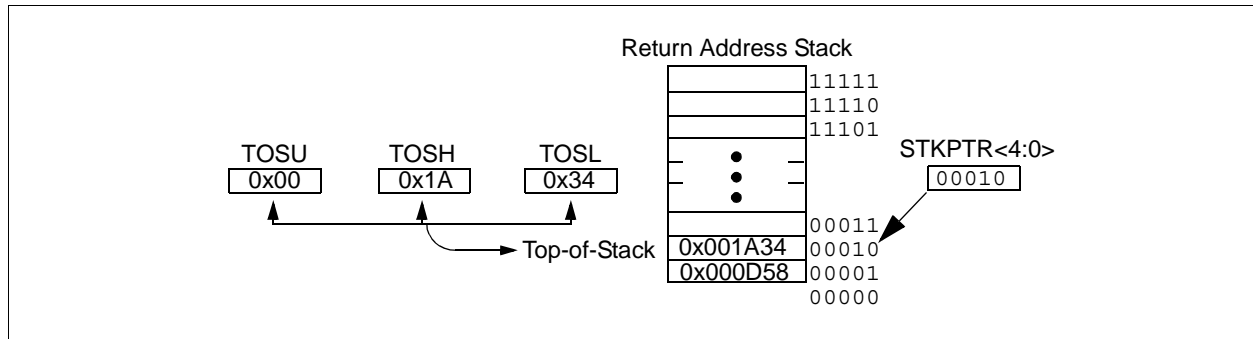 Return Address Stack
11111
11110
11101
TOSU TOSH TOSL
0x00 0x1A 0x34
STKPTR<4:0>
00010
00011
Top-of-Stack 0x001A34 00010
0x000D58 00001
00000